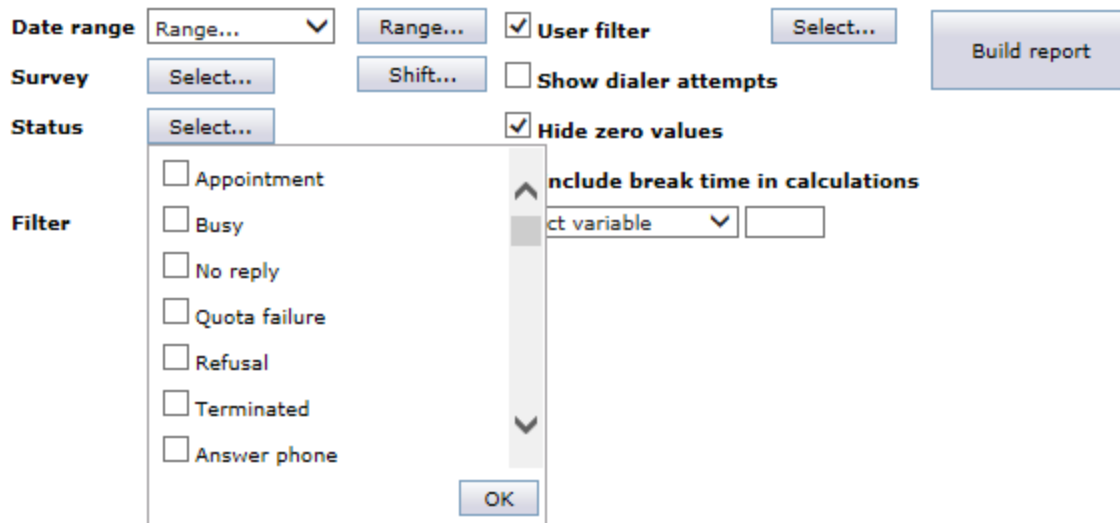 Date range Range... Range... User filter Select... Build report
Survey Select... Shift... Show dialer attempts
Status Select... Hide zero values
Appointment
nclude break time in calculations
Busy
Filter ct variable
No reply
Quota failure
Refusal
Terminated
Answer phone
OK